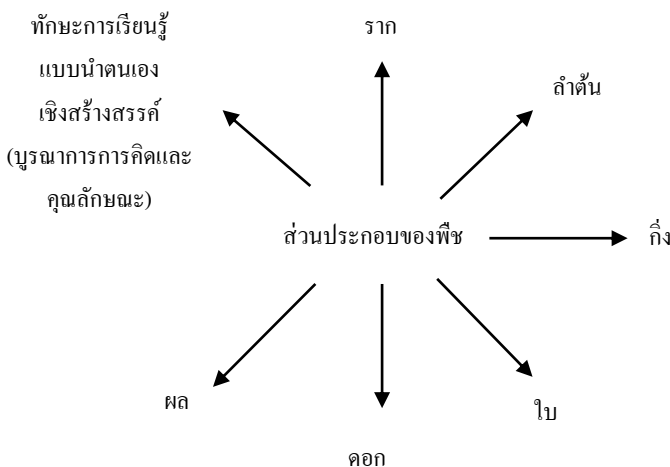 ทักษะการเรียนรู้
แบบนำตนเอง
เชิงสร้างสรรค์
(บูรณาการการคิดและ
คุณลักษณะ)
ราก
ลำต้น
ส่วนประกอบของพืช
กิ่ง
ผล
ใบ
ดอก